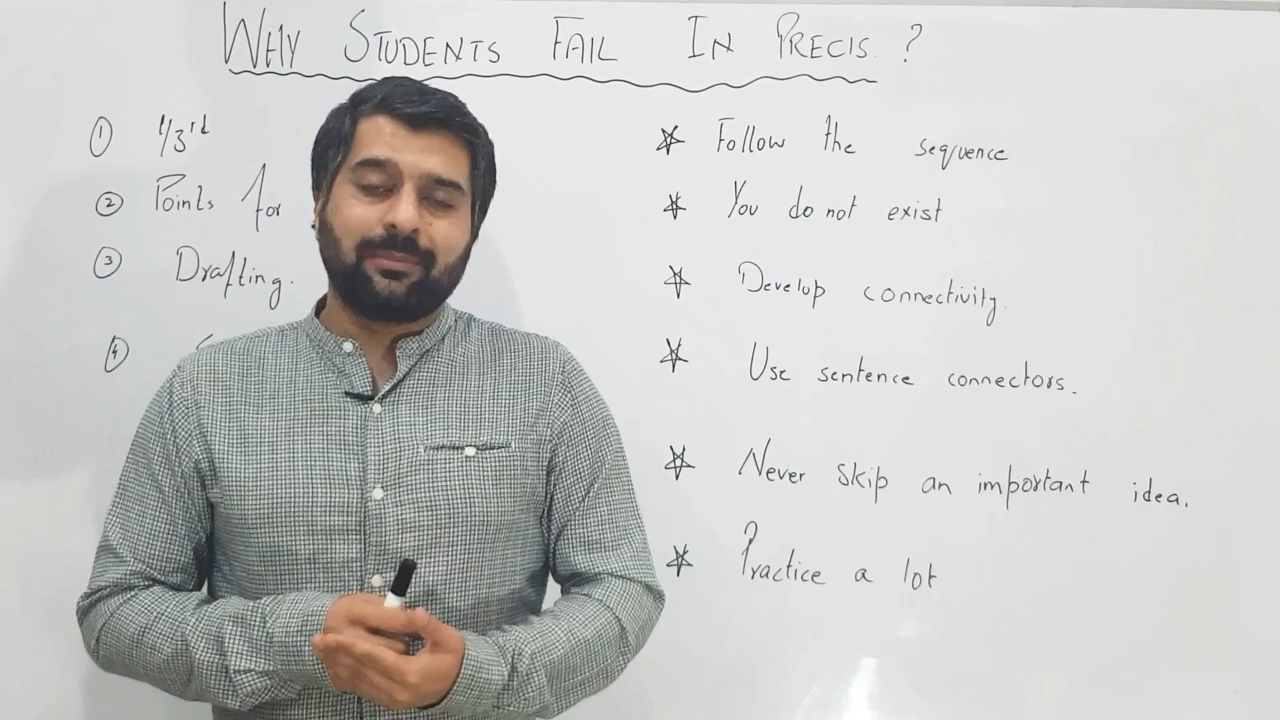 WHY STUDENTS FAIL IN PRECIS. ?
① 1/3rd
② Points for
③ Drafting.
④
☆ Follow the sequence
☆ You do not exist
☆ Develop connectivity.
☆ Use sentence connectors.
☆ Never skip an important idea.
☆ Practice a lot